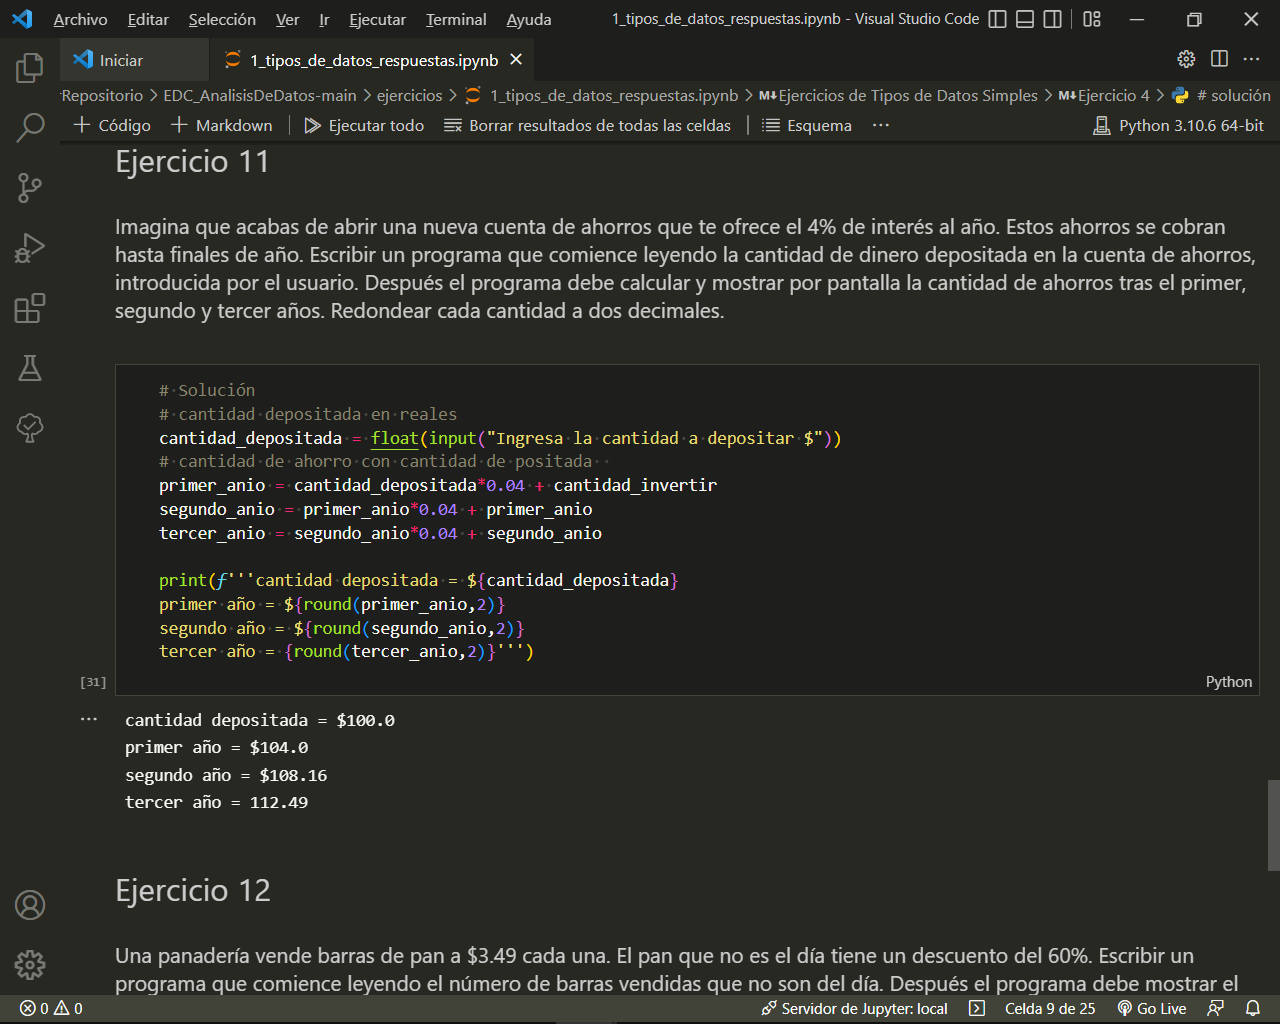 Archivo Editar Selección Ver Ir Ejecutar Terminal Ayuda 1_tipos_de_datos_respuestas.ipynb - Visual Studio Code
Iniciar 1_tipos_de_datos_respuestas.ipynb
Repositorio > EDC_AnalisisDeDatos-main > ejercicios > 1_tipos_de_datos_respuestas.ipynb > M↓Ejercicios de Tipos de Datos Simples > M↓Ejercicio 4 > # solución
+ Código + Markdown | Ejecutar todo Borrar resultados de todas las celdas | Esquema ··· Python 3.10.6 64-bit
Ejercicio 11
Imagina que acabas de abrir una nueva cuenta de ahorros que te ofrece el 4% de interés al año. Estos ahorros se cobran
hasta finales de año. Escribir un programa que comience leyendo la cantidad de dinero depositada en la cuenta de ahorros,
introducida por el usuario. Después el programa debe calcular y mostrar por pantalla la cantidad de ahorros tras el primer,
segundo y tercer años. Redondear cada cantidad a dos decimales.
# Solución
# cantidad depositada en reales
cantidad_depositada = float(input("Ingresa la cantidad a depositar $"))
# cantidad de ahorro con cantidad de positada
primer_anio = cantidad_depositada*0.04 + cantidad_invertir
segundo_anio = primer_anio*0.04 + primer_anio
tercer_anio = segundo_anio*0.04 + segundo_anio
print(f'''cantidad depositada = ${cantidad_depositada}
primer año = ${round(primer_anio,2)}
segundo año = ${round(segundo_anio,2)}
tercer año = {round(tercer_anio,2)}''')
[31] Python
··· cantidad depositada = $100.0
primer año = $104.0
segundo año = $108.16
tercer año = 112.49
Ejercicio 12
Una panadería vende barras de pan a $3.49 cada una. El pan que no es el día tiene un descuento del 60%. Escribir un
programa que comience leyendo el número de barras vendidas que no son del día. Después el programa debe mostrar el
0 0 Servidor de Jupyter: local Celda 9 de 25 Go Live